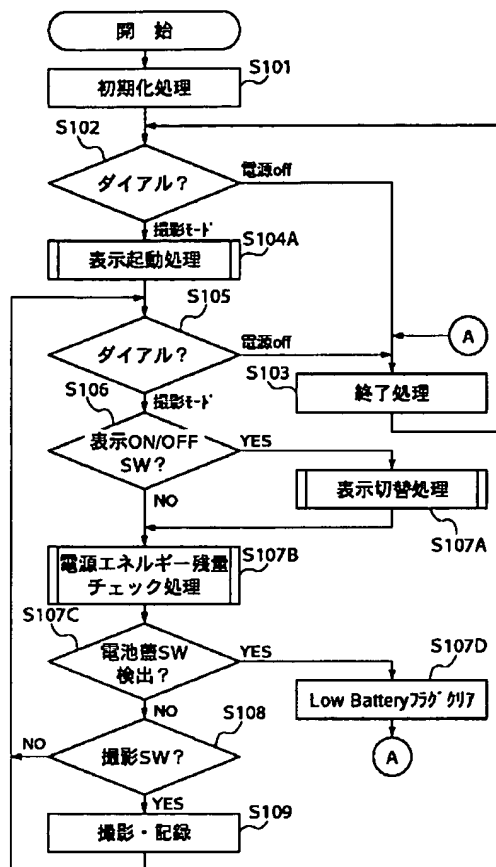 開 始
S101
初期化処理
S102
ダイアル?
電源off
撮影ﾓｰﾄﾞ
S104A
表示起動処理
S105
ダイアル?
電源off
A
S103
終了処理
S106
撮影ﾓｰﾄﾞ
表示ON/OFF
SW?
YES
NO
表示切替処理
S107A
S107B
電源エネルギー残量
チェック処理
S107C
電池蓋SW
検出?
YES
S107D
Low Batteryﾌﾗｸﾞｸﾘｱ
A
NO
S108
撮影SW?
NO
YES
S109
撮影・記録